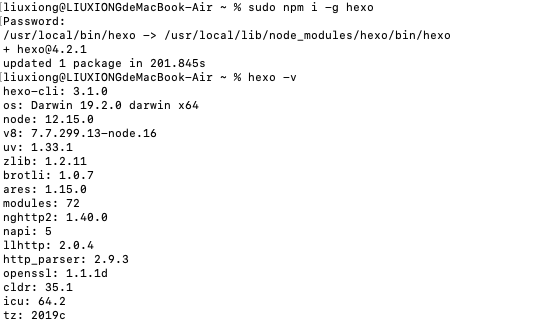 [liuxiong@LIUXIONGdeMacBook-Air ~ % sudo npm i -g hexo
Password:
/usr/local/bin/hexo -> /usr/local/lib/node_modules/hexo/bin/hexo
+ hexo@4.2.1
updated 1 package in 201.845s
[liuxiong@LIUXIONGdeMacBook-Air ~ % hexo -v
hexo-cli: 3.1.0
os: Darwin 19.2.0 darwin x64
node: 12.15.0
v8: 7.7.299.13-node.16
uv: 1.33.1
zlib: 1.2.11
brotli: 1.0.7
ares: 1.15.0
modules: 72
nghttp2: 1.40.0
napi: 5
llhttp: 2.0.4
http_parser: 2.9.3
openssl: 1.1.1d
cldr: 35.1
icu: 64.2
tz: 2019c